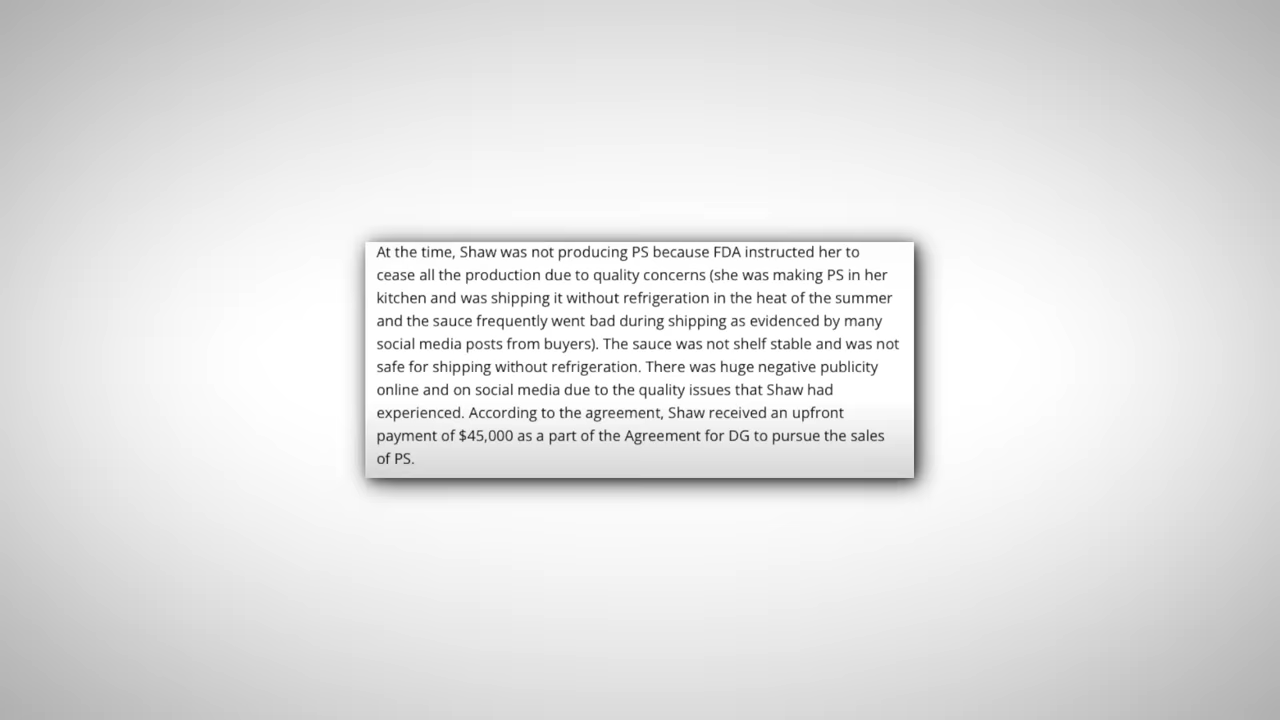 At the time, Shaw was not producing PS because FDA instructed her to
cease all the production due to quality concerns (she was making PS in her
kitchen and was shipping it without refrigeration in the heat of the summer
and the sauce frequently went bad during shipping as evidenced by many
social media posts from buyers). The sauce was not shelf stable and was not
safe for shipping without refrigeration. There was huge negative publicity
online and on social media due to the quality issues that Shaw had
experienced. According to the agreement, Shaw received an upfront
payment of $45,000 as a part of the Agreement for DG to pursue the sales
of PS.